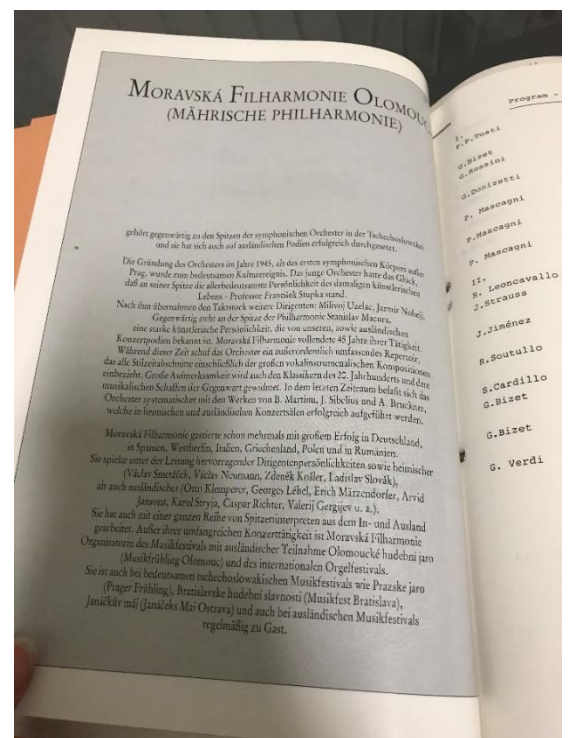 MORAVSKÁ FILHARMONIE OLOMOUC
(MÄHRISCHE PHILHARMONIE)
gehört gegenwärtig zu den Spitzen der symphonischen Orchester in der Tschechoslowakei
und sie hat sich auch auf ausländischen Podien erfolgreich durchgesetzt.
Die Gründung des Orchesters im Jahre 1945, als des ersten symphonischen Körpers außer
Prag, wurde zum bedeutsamen Kulturereignis. Das junge Orchester hatte das Glück,
daß an seiner Spitze die allerbedeutsamste Persönlichkeit des damaligen künstlerischen
Lebens – Professor František Stupka stand.
Nach ihm übernahmen den Taktstock weitere Dirigenten: Milivoj Uzelac, Jarmir Nobejl.
Gegenwärtig steht an der Spitze der Philharmonie Stanislav Macura,
eine starke künstlerische Persönlichkeit, die von unseren, sowie ausländischen
Konzertpodien bekannt ist. Moravská Filharmonie vollendete 45 Jahre ihrer Tätigkeit.
Während dieser Zeit schuf das Orchester ein außerordentlich umfassendes Repertoir,
das alle Stilzeitabschnitte einschließlich der großen vokalinstrumentalischen Kompositionen
einbezieht. Große Aufmerksamkeit wird auch den Klassikern des 20. Jahrhunderts und dem
musikalischen Schaffen der Gegenwart gewidmet. In dem letzten Zeitraum befaßt sich das
Orchester systematischer mit den Werken von B. Martinu, J. Sibelius und A. Bruckner,
welche in heimischen und ausländischen Konzertsälen erfolgreich aufgeführt werden.
Moravská Filharmonie gastierte schon mehrmals mit großem Erfolg in Deutschland,
in Spanien, Westberlin, Italien, Griechenland, Polen und in Rumänien.
Sie spielte unter der Leitung hervorragender Dirigentenpersönlichkeiten sowie heimischer
(Václav Smetáček, Václav Neumann, Zdeněk Košler, Ladislav Slovák),
als auch ausländischer (Otto Klemperer, Georges Lébel, Erich Märzendorfer, Arvid
Jansons, Karol Stryja, Caspar Richter, Valerij Gergijev u. a.).
Sie hat auch mit einer ganzen Reihe von Spitzeninterpreten aus dem In- und Ausland
gearbeitet. Außer ihrer umfangreichen Konzerttätigkeit ist Moravská Filharmonie
Organisatorin des Musikfestivals mit ausländischer Teilnahme Olomoucké hudební jaro
(Musikfrühling Olomouc) und des internationalen Orgelfestivals.
Sie ist auch bei bedeutsamen tschechoslowakischen Musikfestivals wie Prazske jaro
(Prager Frühling), Bratislavske hudební slavnosti (Musikfest Bratislava),
Janáčkův máj (Janáčeks Mai Ostrava) und auch bei ausländischen Musikfestivals
regelmäßig zu Gast.
Program -
I.
F.P.Tosti
G.Bizet
G.Rossini
G.Donizetti
P. Mascagni
P.Mascagni
P. Mascagni
II.
R. Leoncavallo
J.Strauss
J.Jiménez
R.Soutullo
S.Cardillo
G.Bizet
G.Bizet
G. Verdi